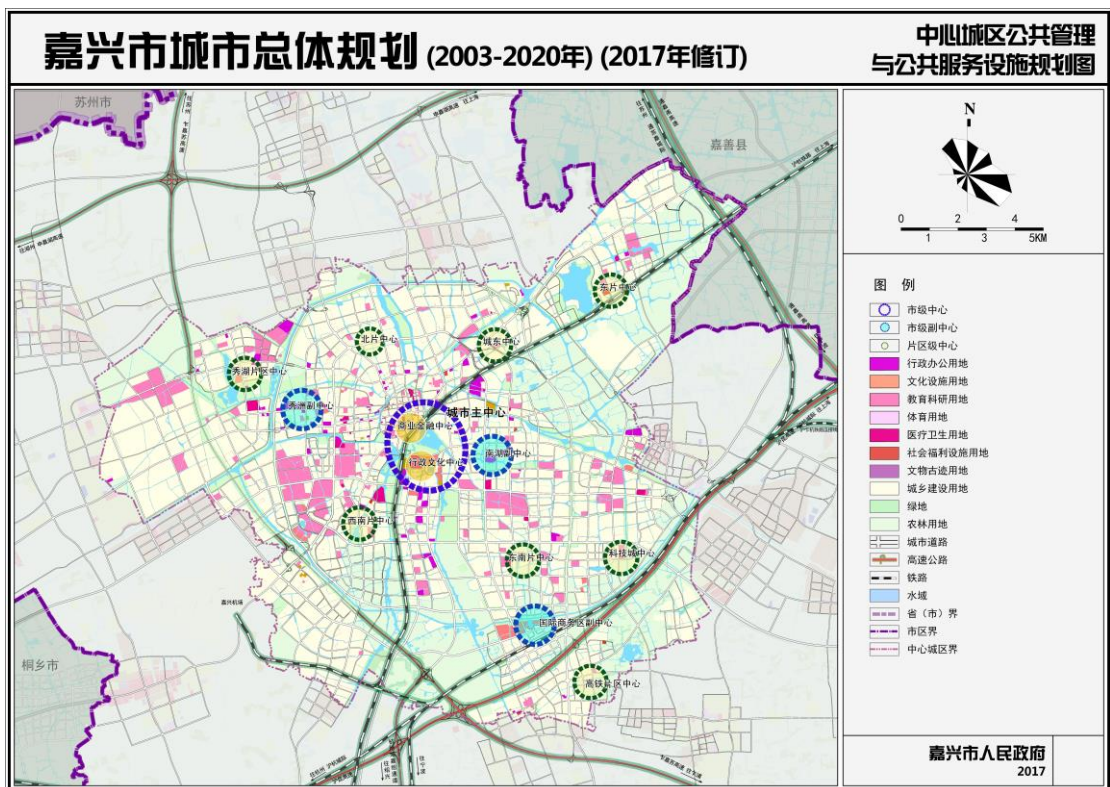 嘉兴市城市总体规划 (2003-2020年) (2017年修订)
中心城区公共管理
与公共服务设施规划图
苏州市
嘉善县
桐乡市
东片中心
北片中心
城东中心
秀湖片区中心
秀洲副中心
城市主中心
商业金融中心
行政文化中心
南湖副中心
西南片中心
东南片中心
科技城中心
国际商务区副中心
高铁片区中心
嘉兴机场
N
0 2 4
1 3 5KM
图 例
市级中心
市级副中心
片区级中心
行政办公用地
文化设施用地
教育科研用地
体育用地
医疗卫生用地
社会福利设施用地
文物古迹用地
城乡建设用地
绿地
农林用地
城市道路
高速公路
铁路
水域
省（市）界
市区界
中心城区界
嘉兴市人民政府
2017